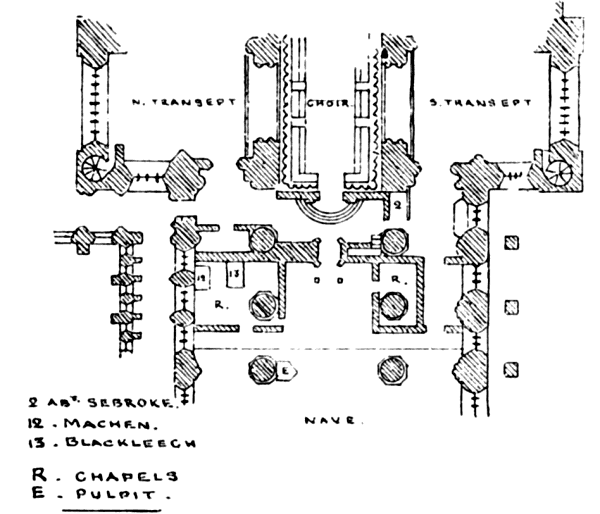 N. TRANSEPT CHOIR S. TRANSEPT
2
12 13 R. R.
E
NAVE.
2 ABT. SEBROKE.
12. MACHEN.
13. BLACKLEECH
R. CHAPELS
E. PULPIT.